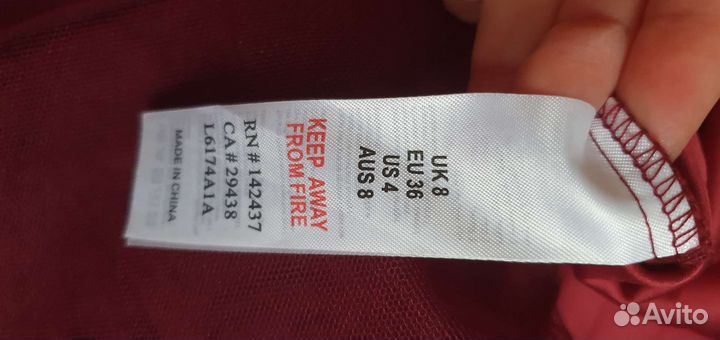 UK 8
EU 36
US 4
AUS 8
KEEP AWAY
FROM FIRE
RN # 142437
CA # 29438
L6174A1A
MADE IN CHINA
Avito